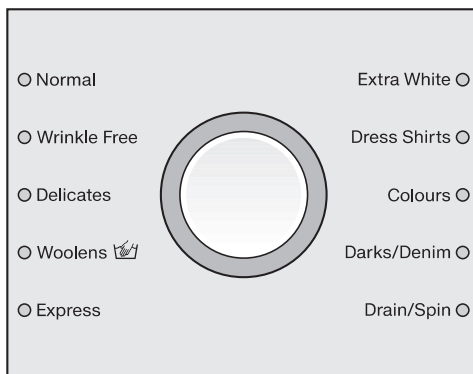 Normal
Wrinkle Free
Delicates
Woolens
Express
Extra White
Dress Shirts
Colours
Darks/Denim
Drain/Spin